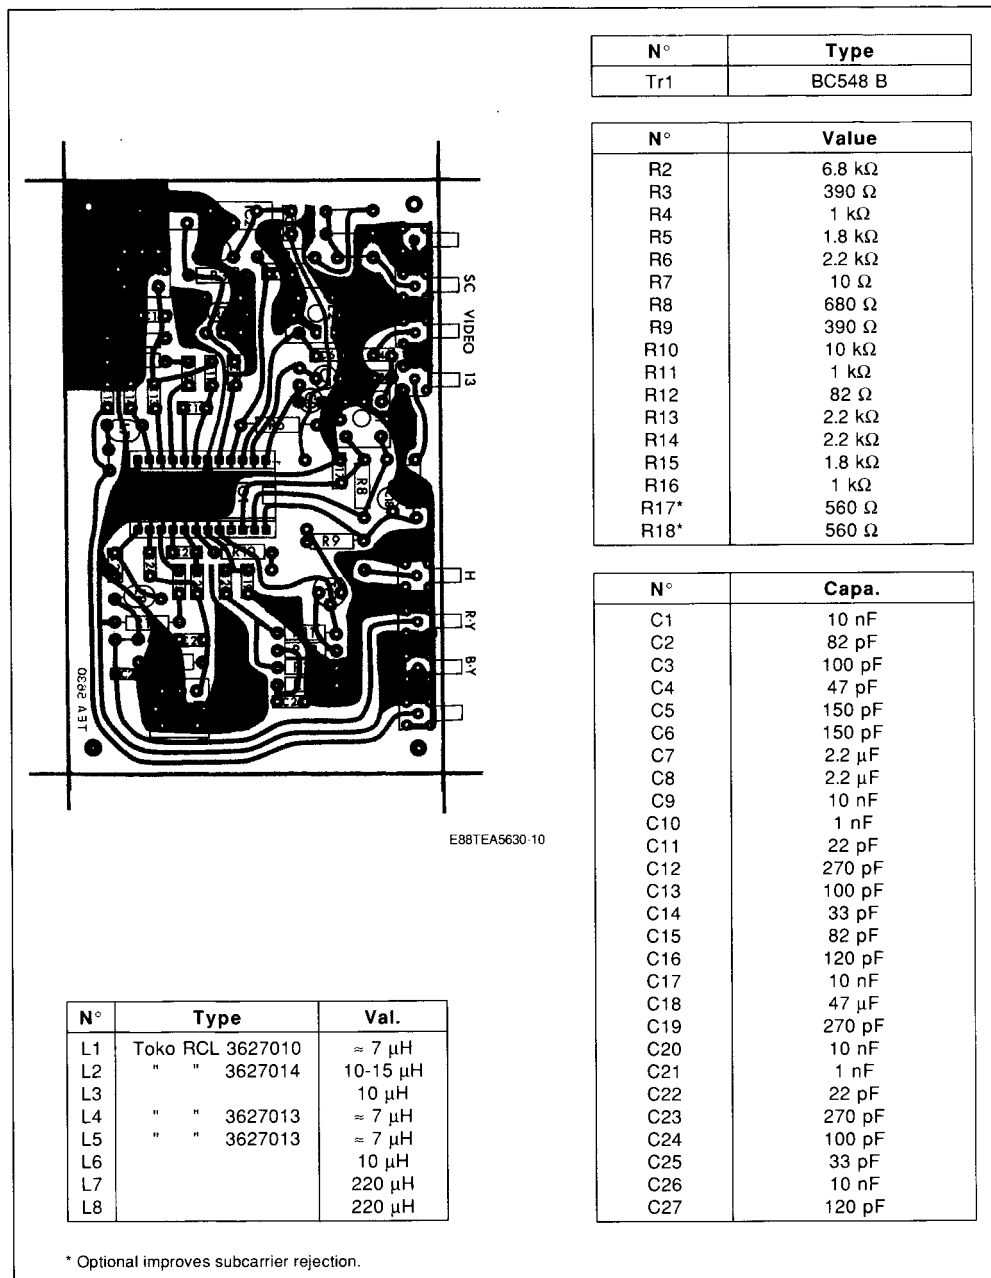 N° Type
Tr1 BC548 B
N° Value
R2 6.8 kΩ
R3 390 Ω
R4 1 kΩ
R5 1.8 kΩ
R6 2.2 kΩ
R7 10 Ω
R8 680 Ω
R9 390 Ω
R10 10 kΩ
R11 1 kΩ
R12 82 Ω
R13 2.2 kΩ
R14 2.2 kΩ
R15 1.8 kΩ
R16 1 kΩ
R17* 560 Ω
R18* 560 Ω
SC
VIDEO
13
R8
R9
H
R-Y
B-Y
TEA 5630
E88TEA5630-10
N° Capa.
C1 10 nF
C2 82 pF
C3 100 pF
C4 47 pF
C5 150 pF
C6 150 pF
C7 2.2 µF
C8 2.2 µF
C9 10 nF
C10 1 nF
C11 22 pF
C12 270 pF
C13 100 pF
C14 33 pF
C15 82 pF
C16 120 pF
C17 10 nF
C18 47 µF
C19 270 pF
C20 10 nF
C21 1 nF
C22 22 pF
C23 270 pF
C24 100 pF
C25 33 pF
C26 10 nF
C27 120 pF
N° Type Val.
L1 Toko RCL 3627010 ≈ 7 µH
L2 " " 3627014 10-15 µH
L3 10 µH
L4 " " 3627013 ≈ 7 µH
L5 " " 3627013 ≈ 7 µH
L6 10 µH
L7 220 µH
L8 220 µH
* Optional improves subcarrier rejection.